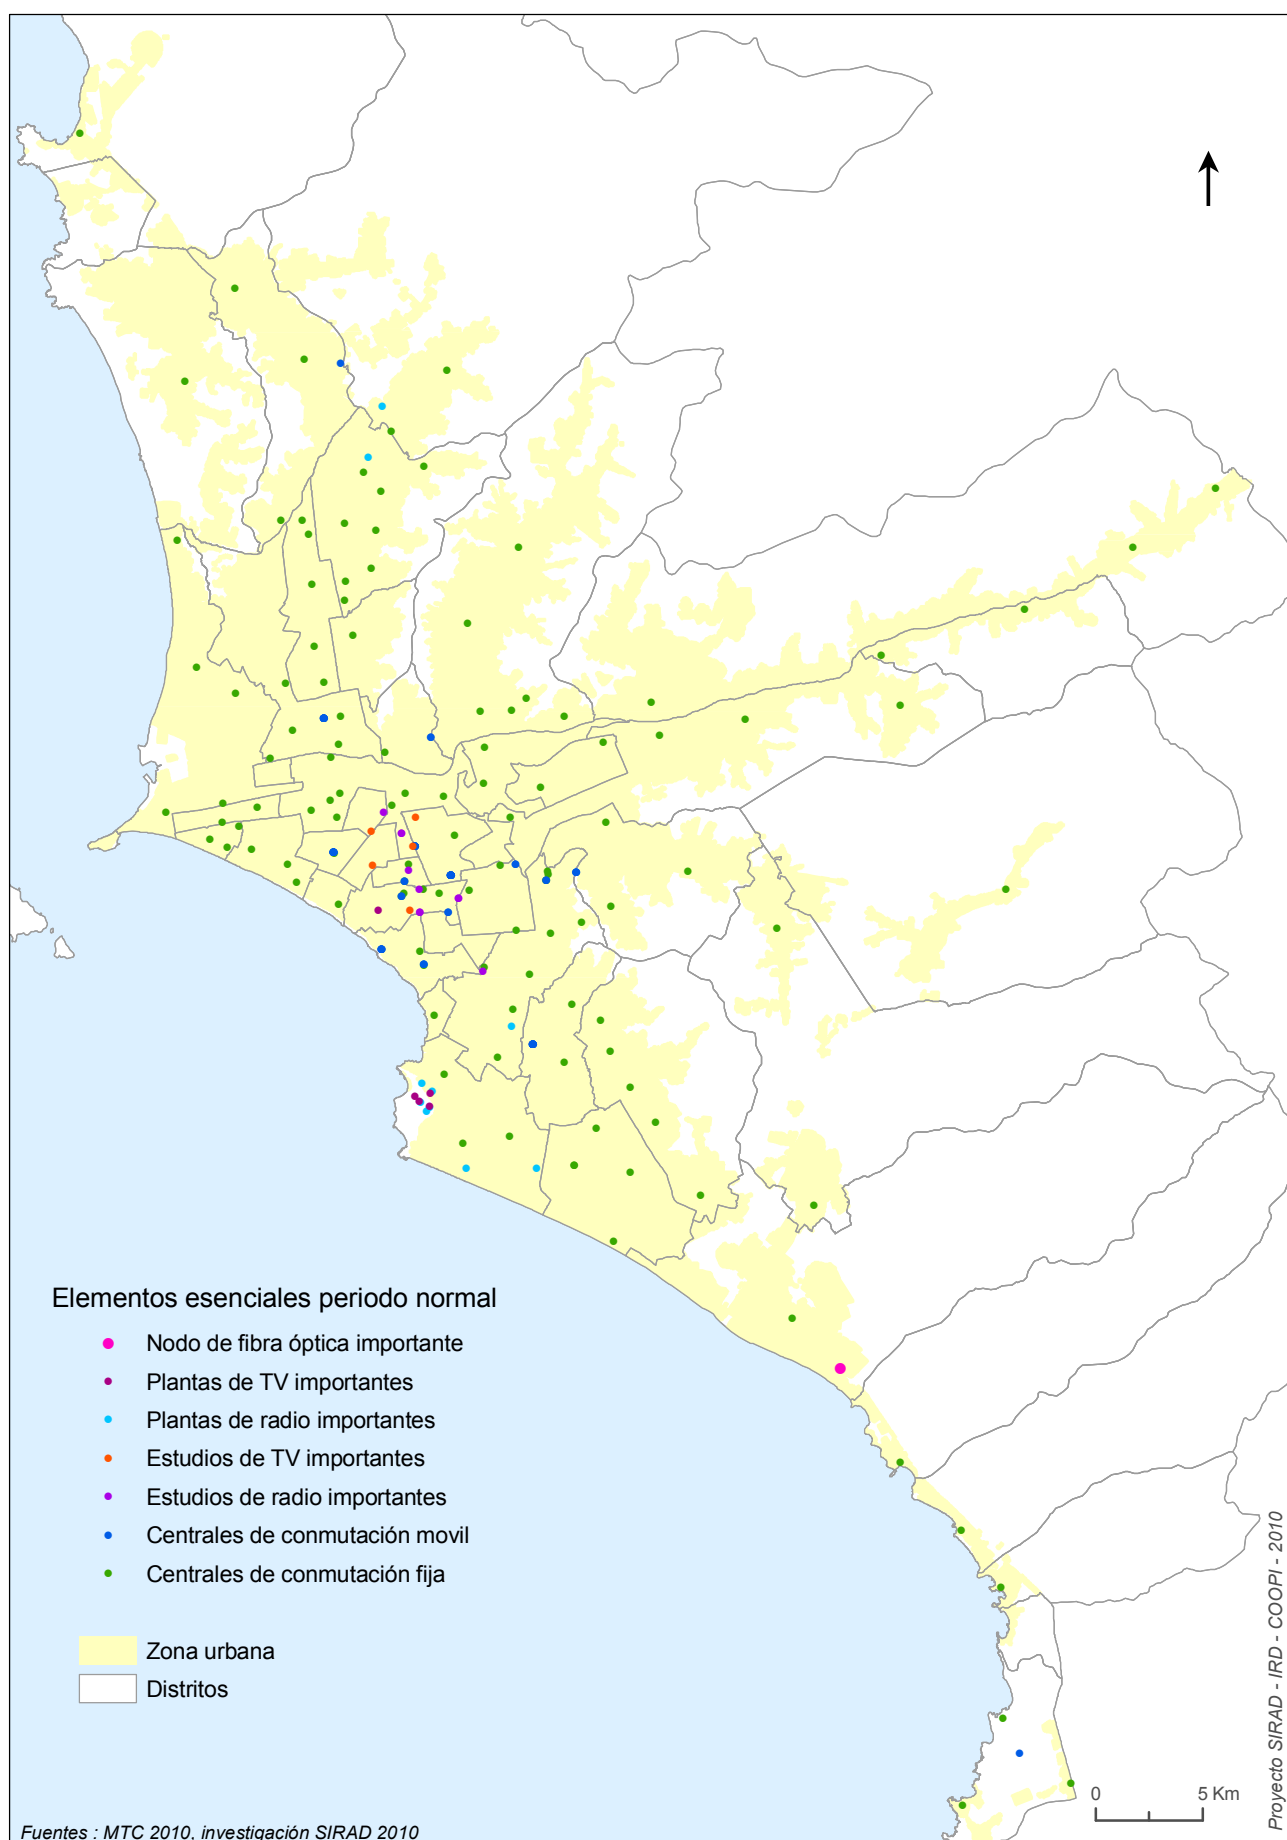 Elementos esenciales periodo normal
Nodo de fibra óptica importante
Plantas de TV importantes
Plantas de radio importantes
Estudios de TV importantes
Estudios de radio importantes
Centrales de conmutación movil
Centrales de conmutación fija
Zona urbana
Distritos
0 5 Km
Fuentes : MTC 2010, investigación SIRAD 2010
Proyecto SIRAD - IRD - COOPI - 2010